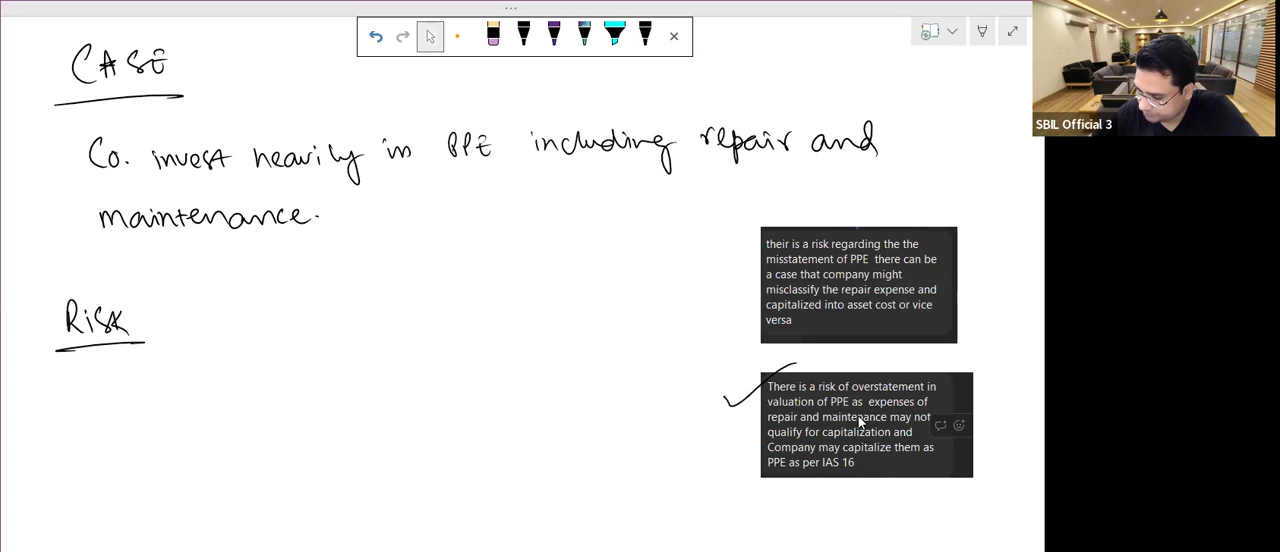 CASE
SBIL Official 3
Co. invest heavily in PPE including repair and
maintenance.
their is a risk regarding the the
misstatement of PPE there can be
a case that company might
misclassify the repair expense and
capitalized into asset cost or vice
versa
Risk
There is a risk of overstatement in
valuation of PPE as expenses of
repair and maintenance may not
qualify for capitalization and
Company may capitalize them as
PPE as per IAS 16